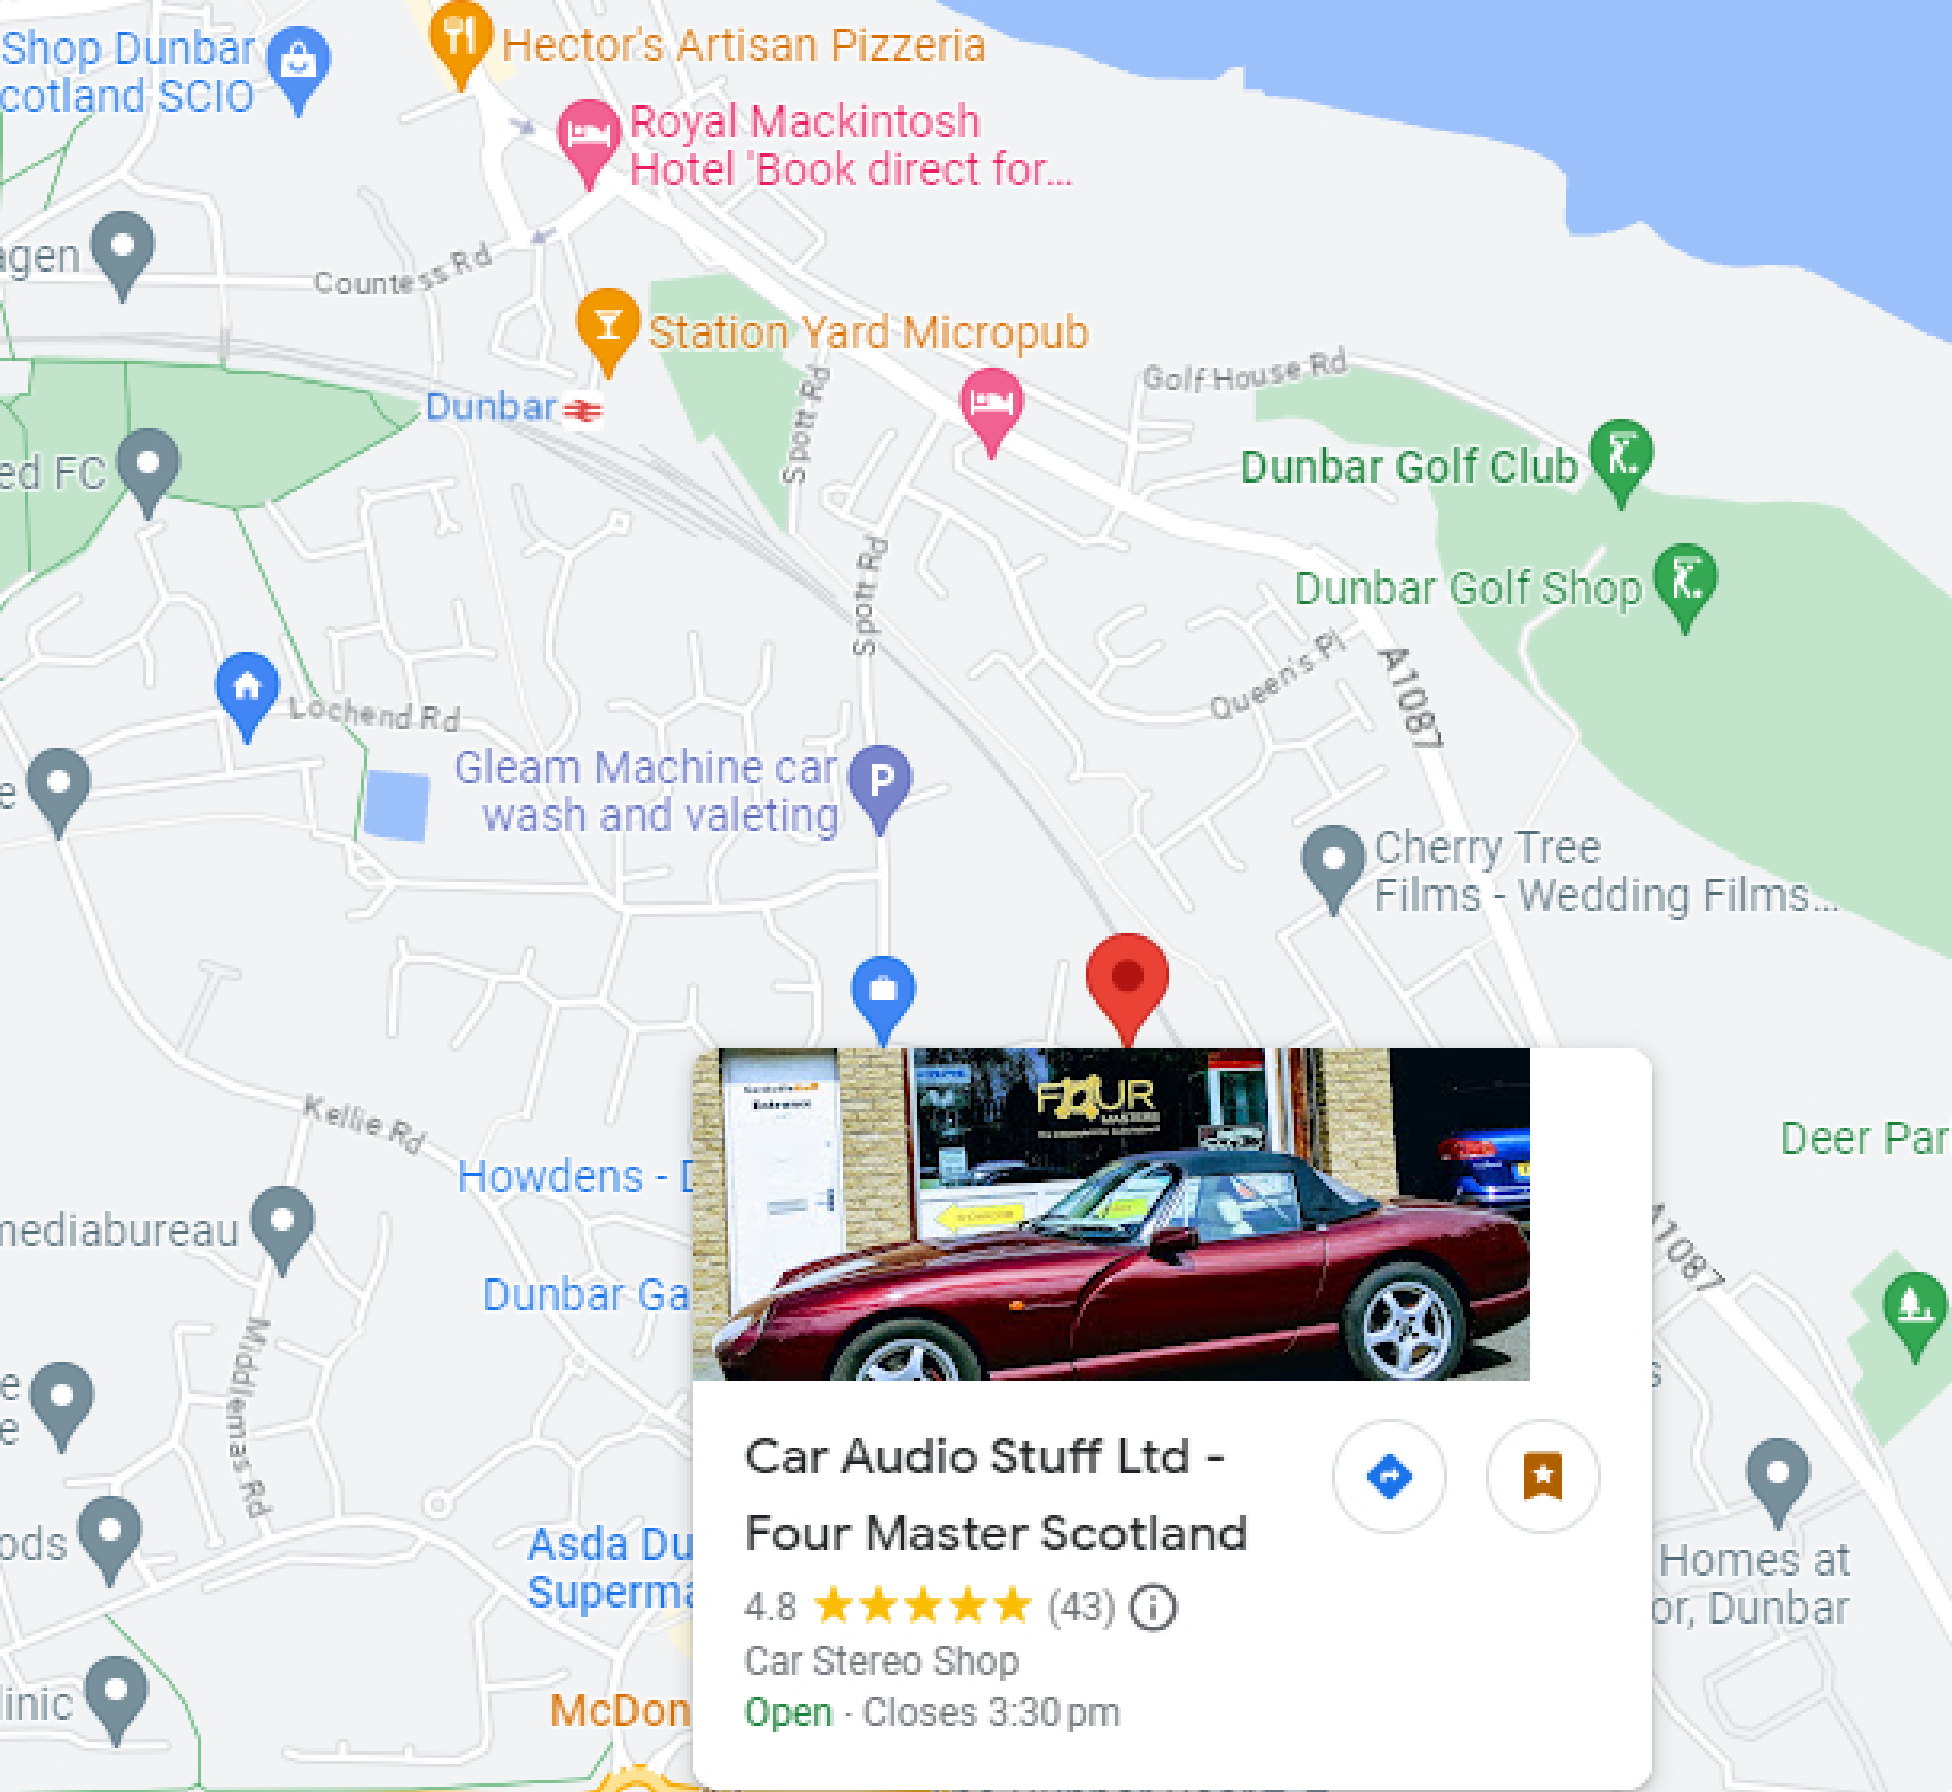 Shop Dunbar
cotland SCIO
Hector's Artisan Pizzeria
Royal Mackintosh
Hotel 'Book direct for...
agen
Countess Rd
Station Yard Micropub
Spott Rd
Golf House Rd
Dunbar
ed FC
Dunbar Golf Club
Spott Rd
Dunbar Golf Shop
Queen's Pl
A1087
Lochend Rd
Gleam Machine car
wash and valeting
e
Cherry Tree
Films - Wedding Films...
Kellie Rd
Howdens - D
Deer Par
mediabureau
Dunbar Ga
A1087
Middlemas Rd
e
e
s
FOUR
Entrance
Car Audio Stuff Ltd -
Four Master Scotland
4.8 (43)
Car Stereo Shop
Open · Closes 3:30 pm
Asda Du
Superma
ods
Homes at
or, Dunbar
linic
McDon
P